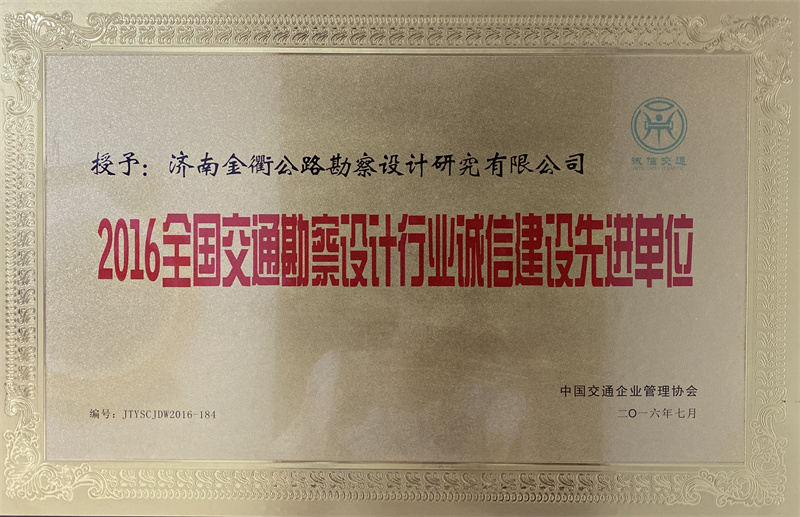 诚信交通
授予：济南金衢公路勘察设计研究有限公司
2016全国交通勘察设计行业诚信建设先进单位
中国交通企业管理协会
编号：JTYSCJDW2016-184
二〇一六年七月